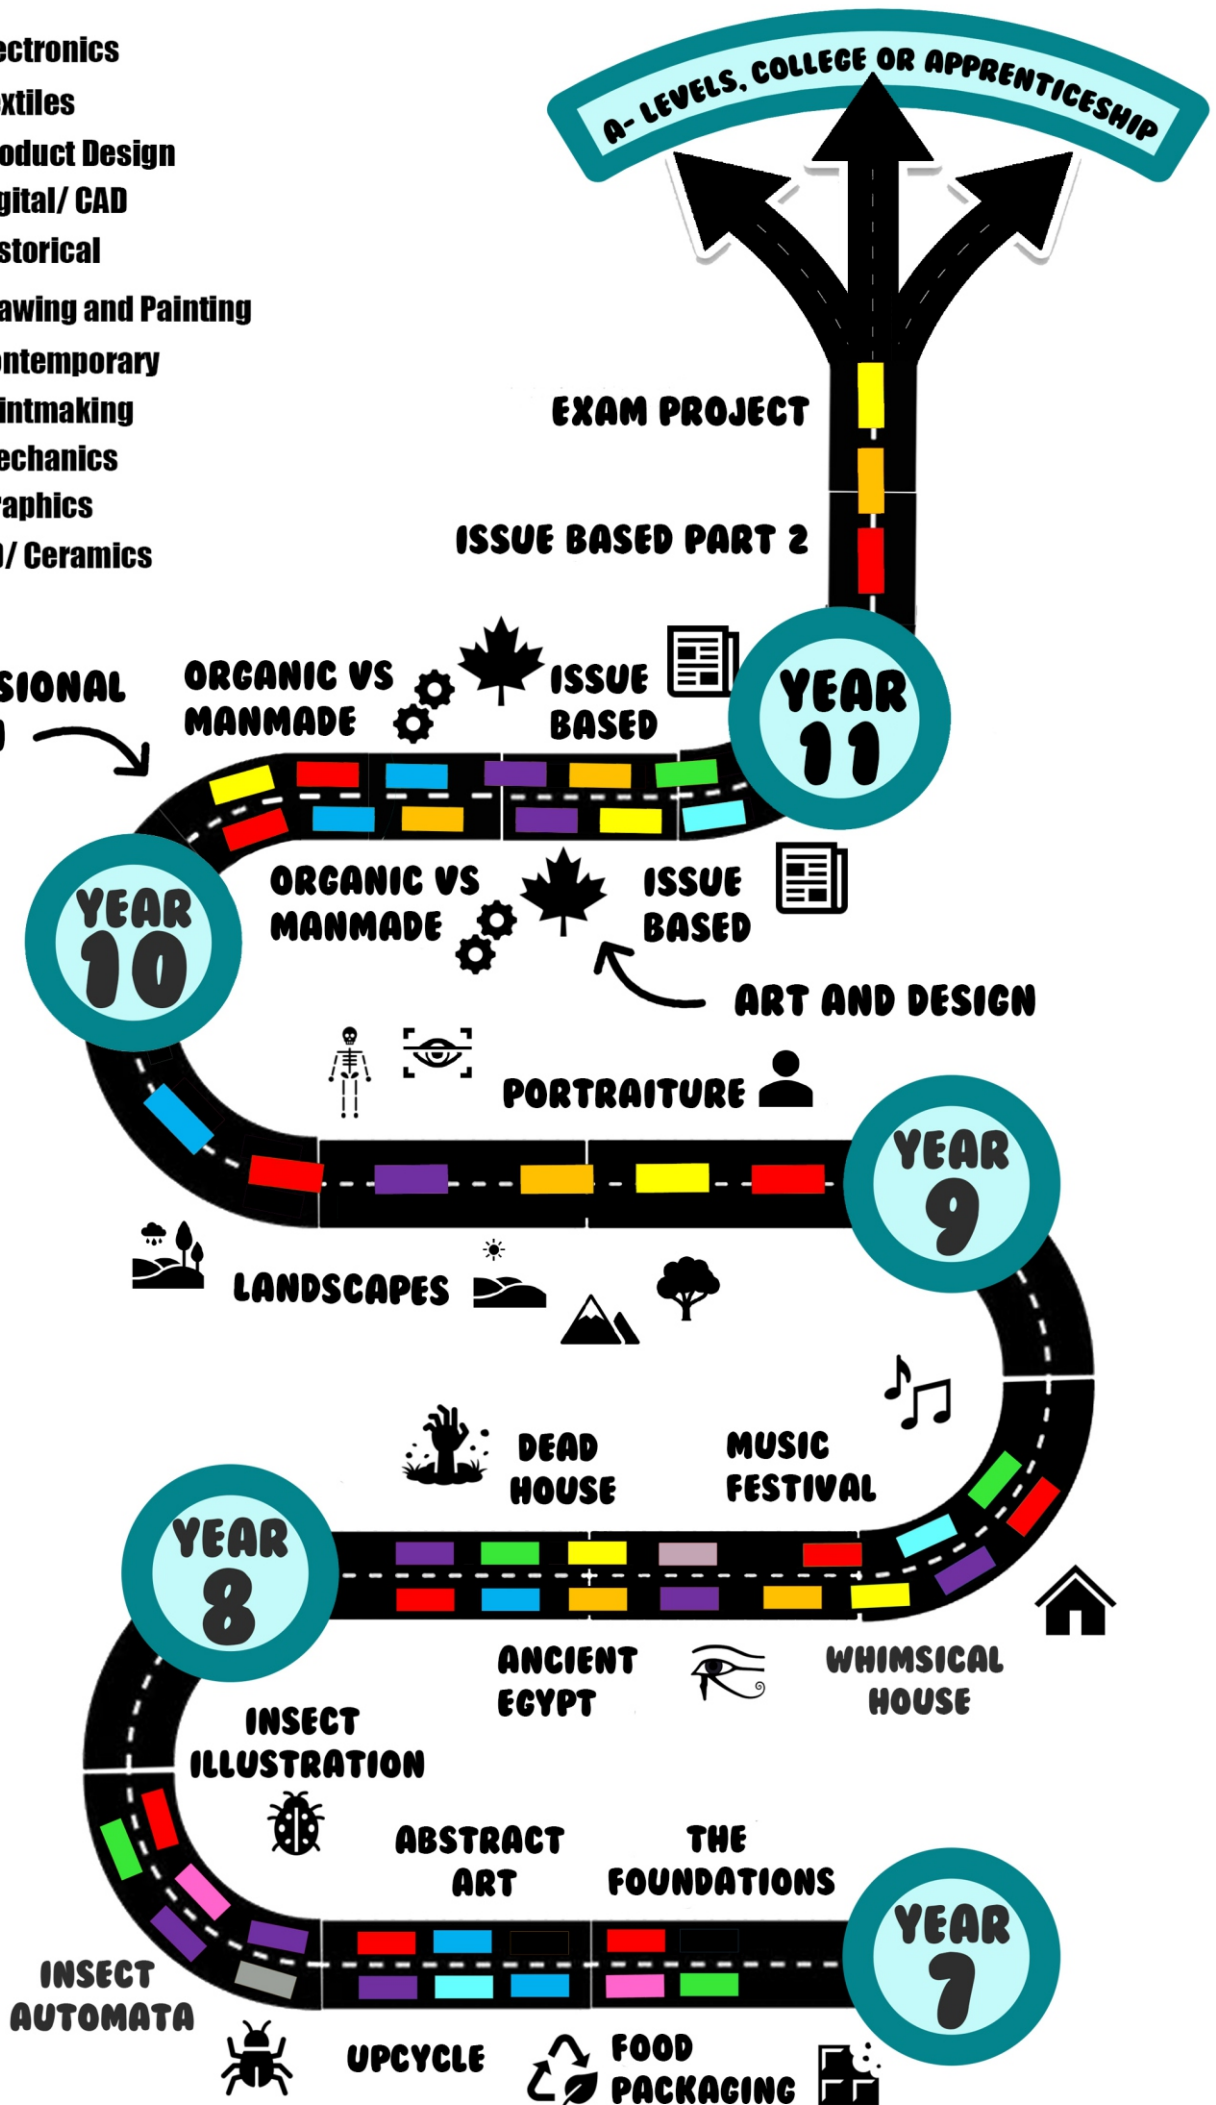 ectronics
xtiles
oduct Design
gital/ CAD
storical
awing and Painting
ontemporary
intmaking
echanics
raphics
/ Ceramics
A- LEVELS, COLLEGE OR APPRENTICESHIP
EXAM PROJECT
ISSUE BASED PART 2
SIONAL
ORGANIC VS
MANMADE
ISSUE
BASED
YEAR
11
YEAR
10
ORGANIC VS
MANMADE
ISSUE
BASED
ART AND DESIGN
PORTRAITURE
YEAR
9
LANDSCAPES
DEAD
HOUSE
MUSIC
FESTIVAL
YEAR
8
ANCIENT
EGYPT
WHIMSICAL
HOUSE
INSECT
ILLUSTRATION
ABSTRACT
ART
THE
FOUNDATIONS
YEAR
7
INSECT
AUTOMATA
UPCYCLE
FOOD
PACKAGING